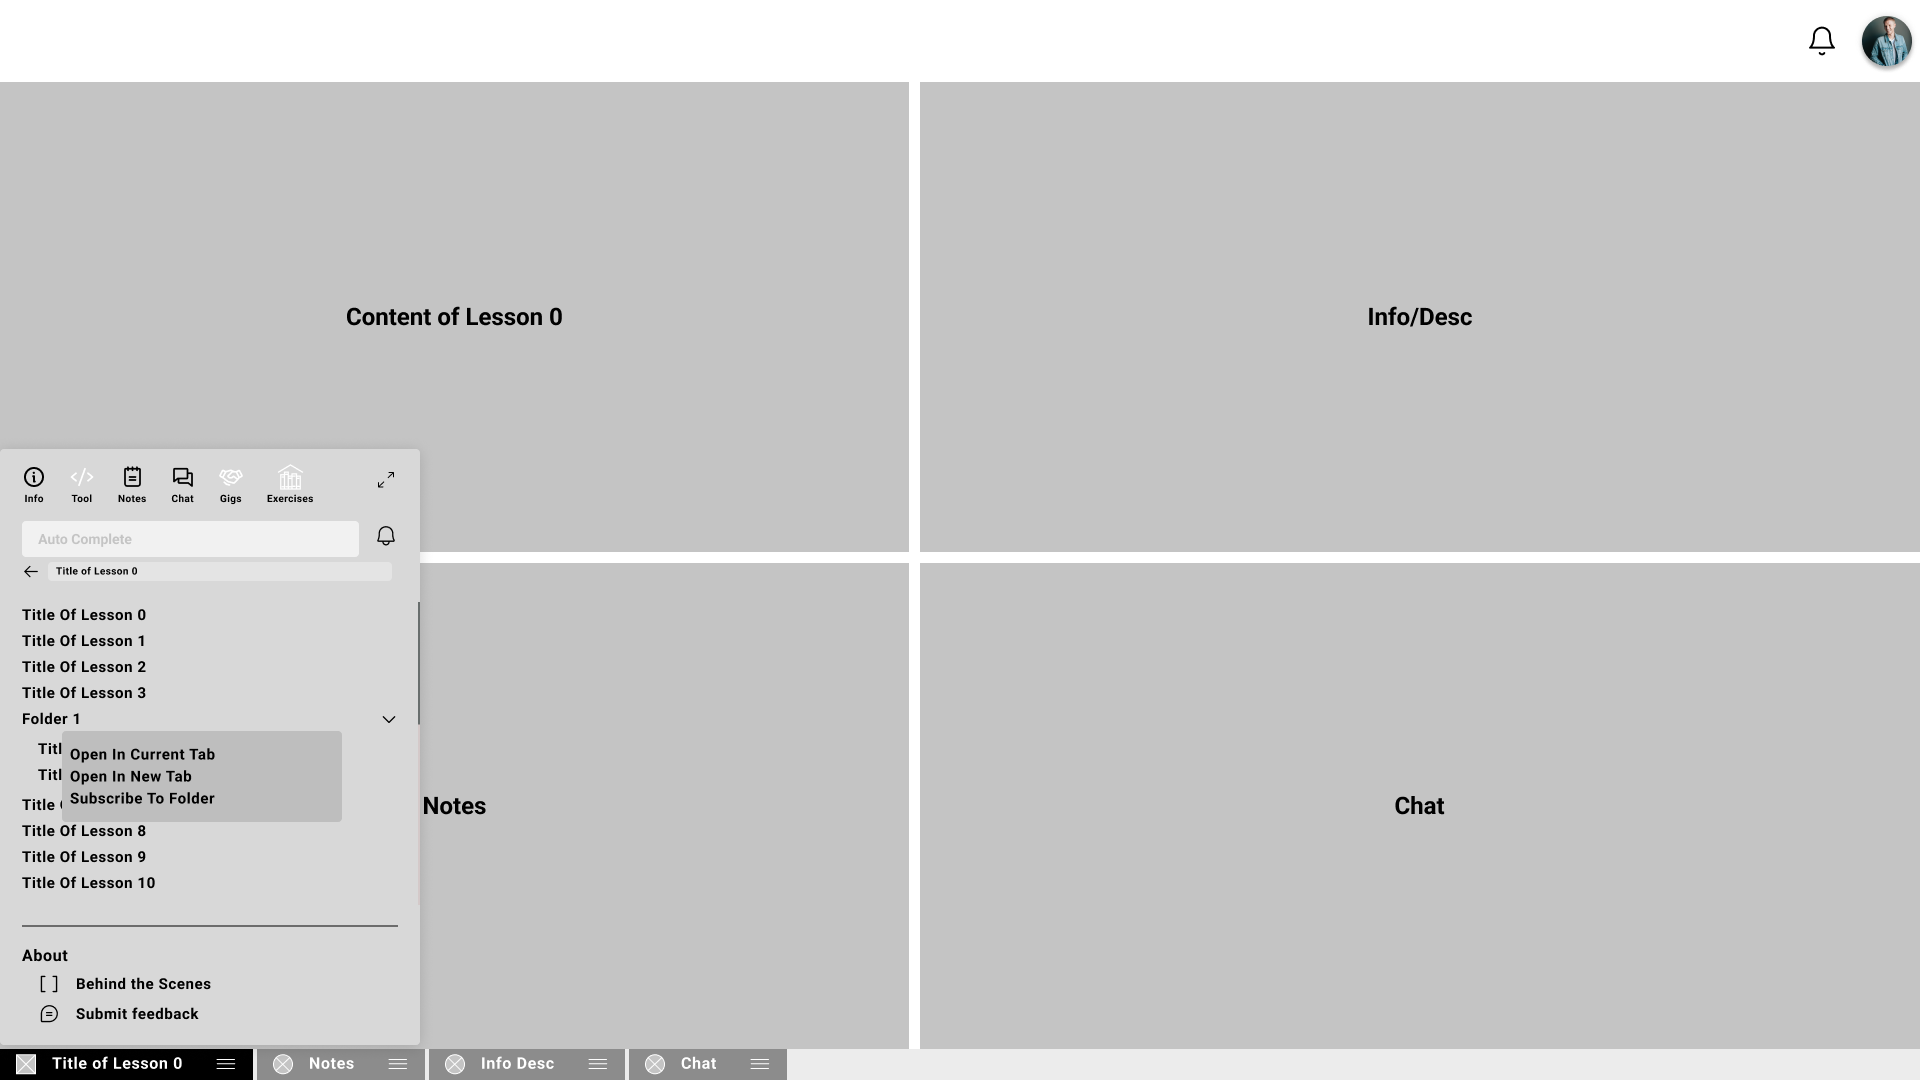 Content of Lesson 0
Info/Desc
Info
Tool
Notes
Chat
Gigs
Exercises
Auto Complete
Title of Lesson 0
Title Of Lesson 0
Title Of Lesson 1
Title Of Lesson 2
Title Of Lesson 3
Folder 1
Open In Current Tab
Open In New Tab
Subscribe To Folder
Title
Title Of Lesson 8
Title Of Lesson 9
Title Of Lesson 10
Notes
Chat
About
Behind the Scenes
Submit feedback
Title of Lesson 0
Notes
Info Desc
Chat